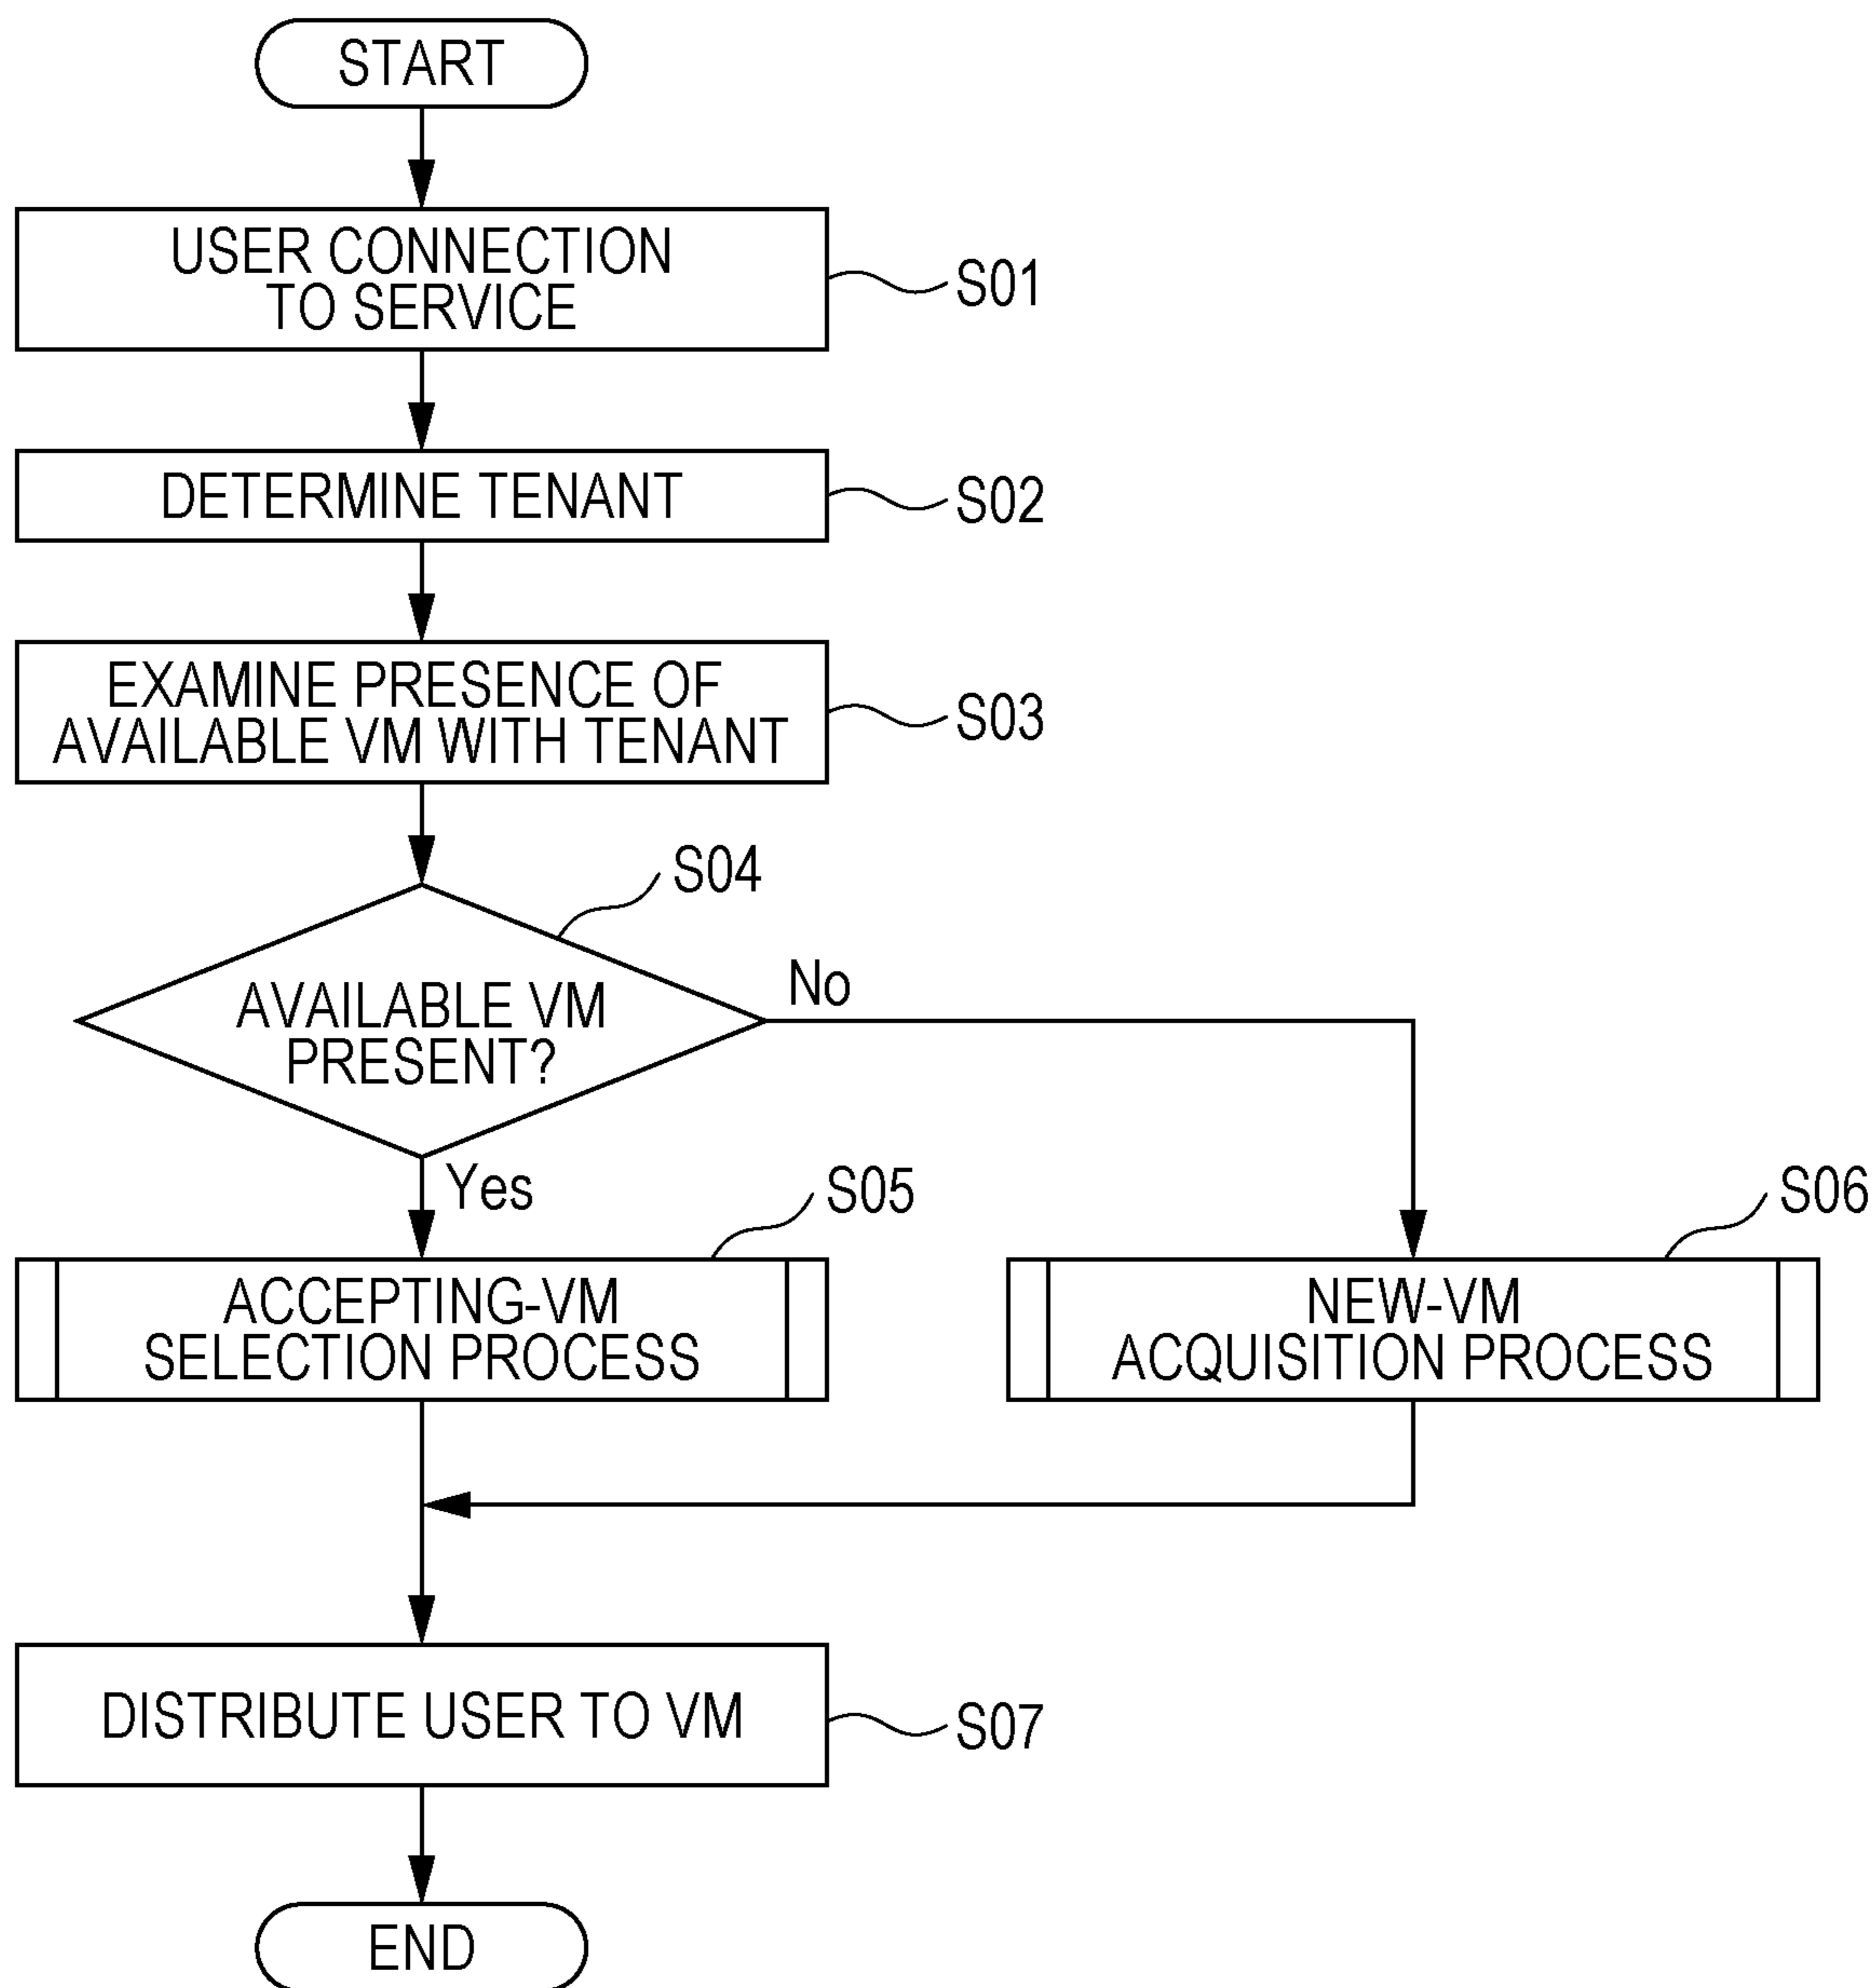 START
USER CONNECTION
TO SERVICE
S01
DETERMINE TENANT
S02
EXAMINE PRESENCE OF
AVAILABLE VM WITH TENANT
S03
S04
AVAILABLE VM
PRESENT?
No
Yes
S05
ACCEPTING-VM
SELECTION PROCESS
S06
NEW-VM
ACQUISITION PROCESS
DISTRIBUTE USER TO VM
S07
END